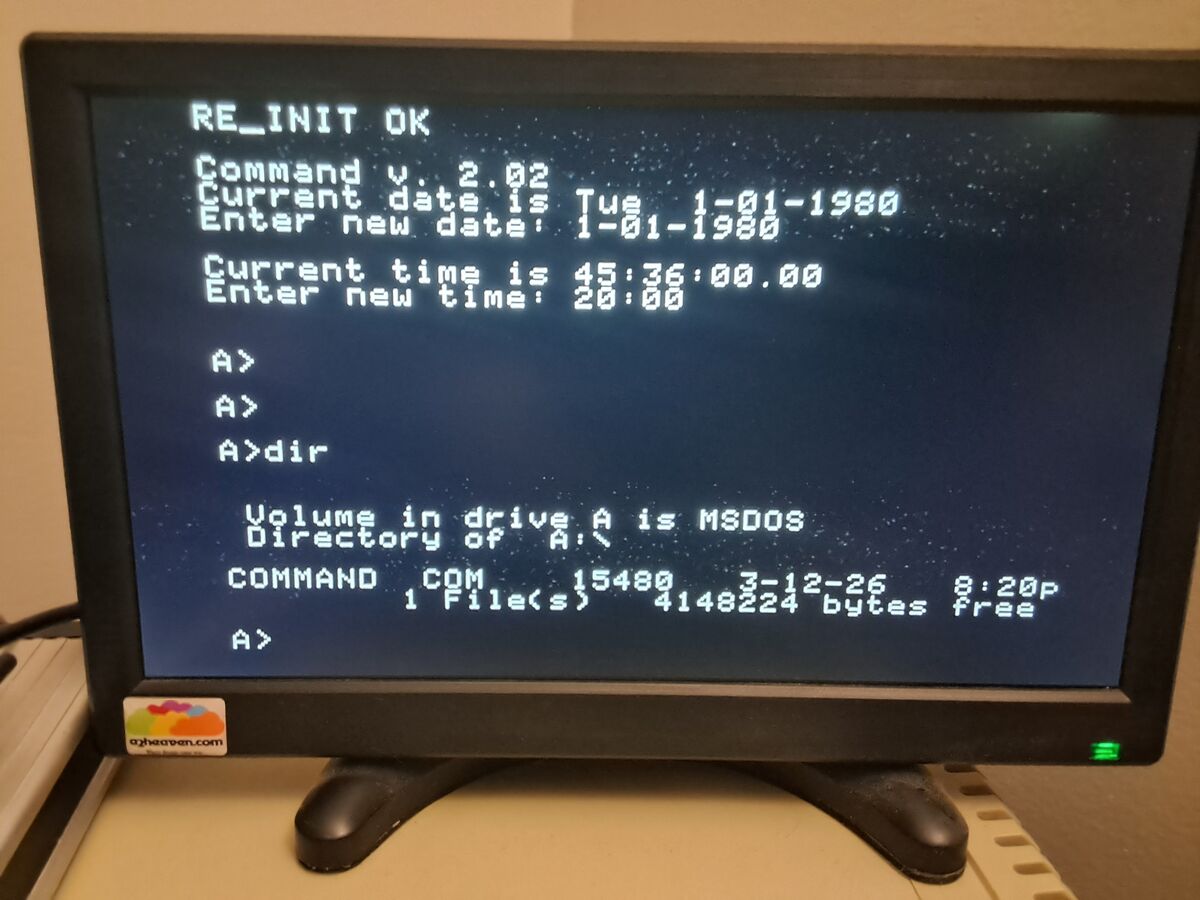 RE_INIT OK
Command v. 2.02
Current date is Tue  1-01-1980
Enter new date: 1-01-1980
Current time is 45:36:00.00
Enter new time: 20:00
A>
A>
A>dir
Volume in drive A is MSDOS
Directory of  A:\
COMMAND  COM    15480   3-12-26   8:20p
1 File(s)   4148224 bytes free
A>
a2heaven.com